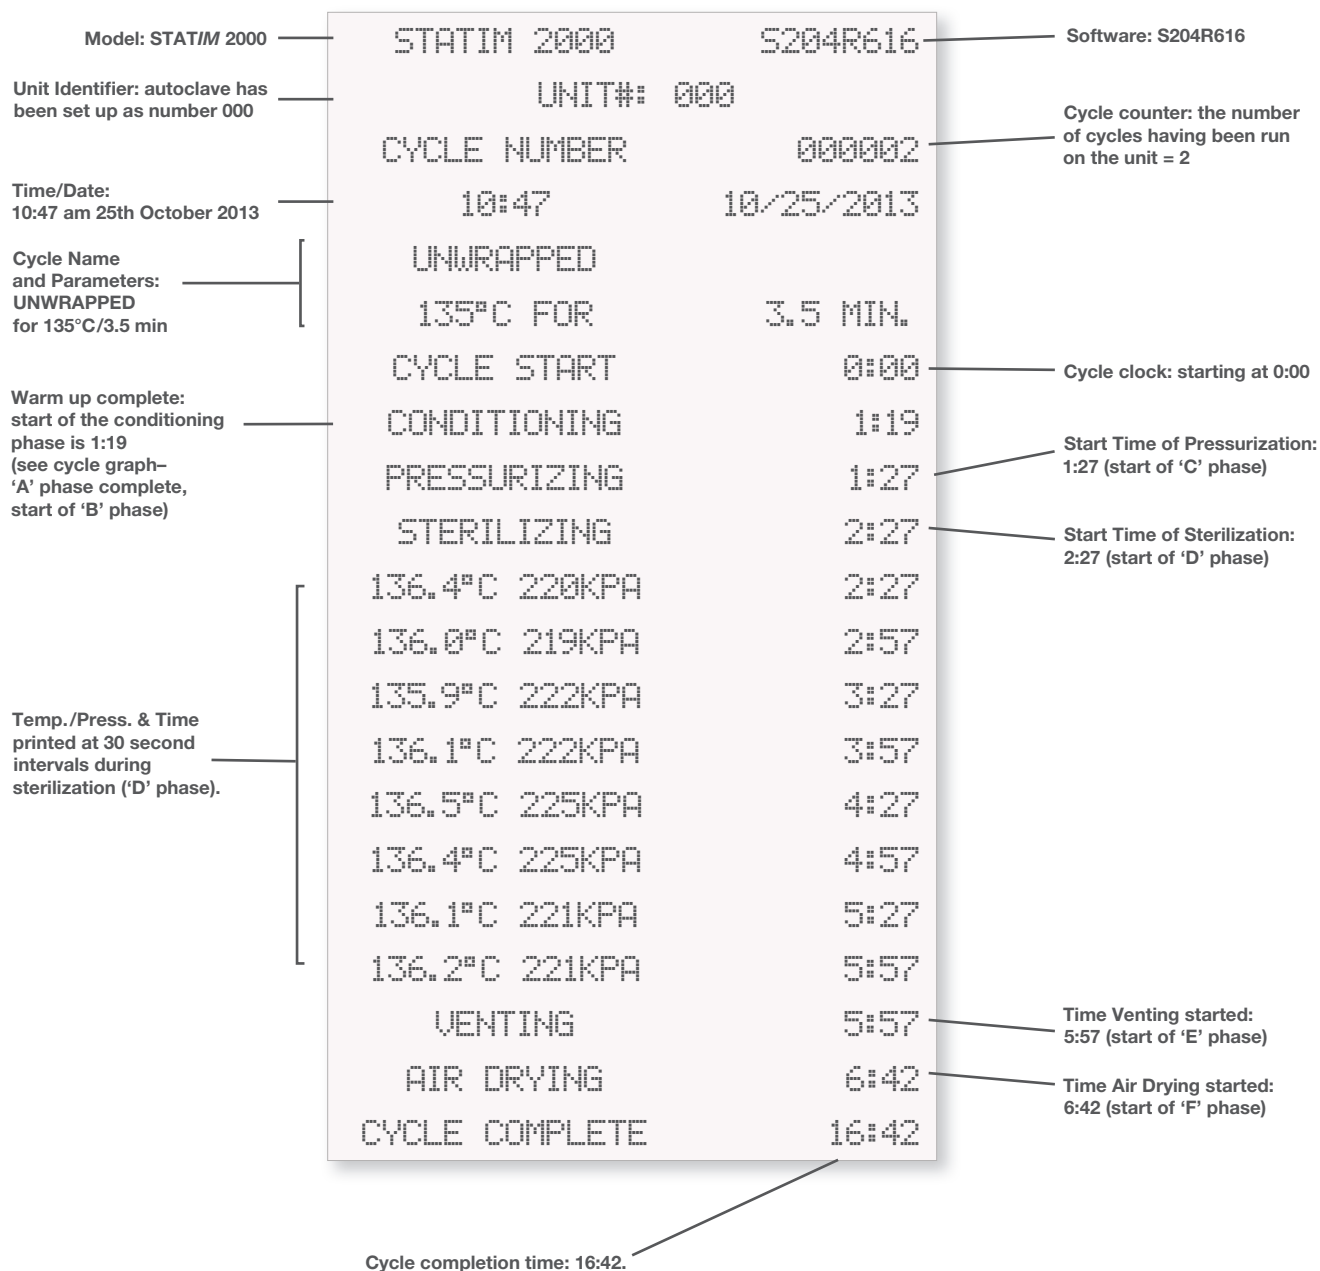 Model: STATIM 2000
STATIM 2000 S204R616
Software: S204R616
Unit Identifier: autoclave has
been set up as number 000
UNIT#: 000
CYCLE NUMBER 000002
Cycle counter: the number
of cycles having been run
on the unit = 2
Time/Date:
10:47 am 25th October 2013
10:47 10/25/2013
Cycle Name
and Parameters:
UNWRAPPED
for 135°C/3.5 min
UNWRAPPED
135°C FOR 3.5 MIN.
CYCLE START 0:00
Cycle clock: starting at 0:00
Warm up complete:
start of the conditioning
phase is 1:19
(see cycle graph–
‘A’ phase complete,
start of ‘B’ phase)
CONDITIONING 1:19
PRESSURIZING 1:27
Start Time of Pressurization:
1:27 (start of ‘C’ phase)
STERILIZING 2:27
Start Time of Sterilization:
2:27 (start of ‘D’ phase)
136.4°C 220KPA 2:27
136.0°C 219KPA 2:57
135.9°C 222KPA 3:27
136.1°C 222KPA 3:57
136.5°C 225KPA 4:27
136.4°C 225KPA 4:57
136.1°C 221KPA 5:27
136.2°C 221KPA 5:57
Temp./Press. & Time
printed at 30 second
intervals during
sterilization (‘D’ phase).
VENTING 5:57
Time Venting started:
5:57 (start of ‘E’ phase)
AIR DRYING 6:42
Time Air Drying started:
6:42 (start of ‘F’ phase)
CYCLE COMPLETE 16:42
Cycle completion time: 16:42.